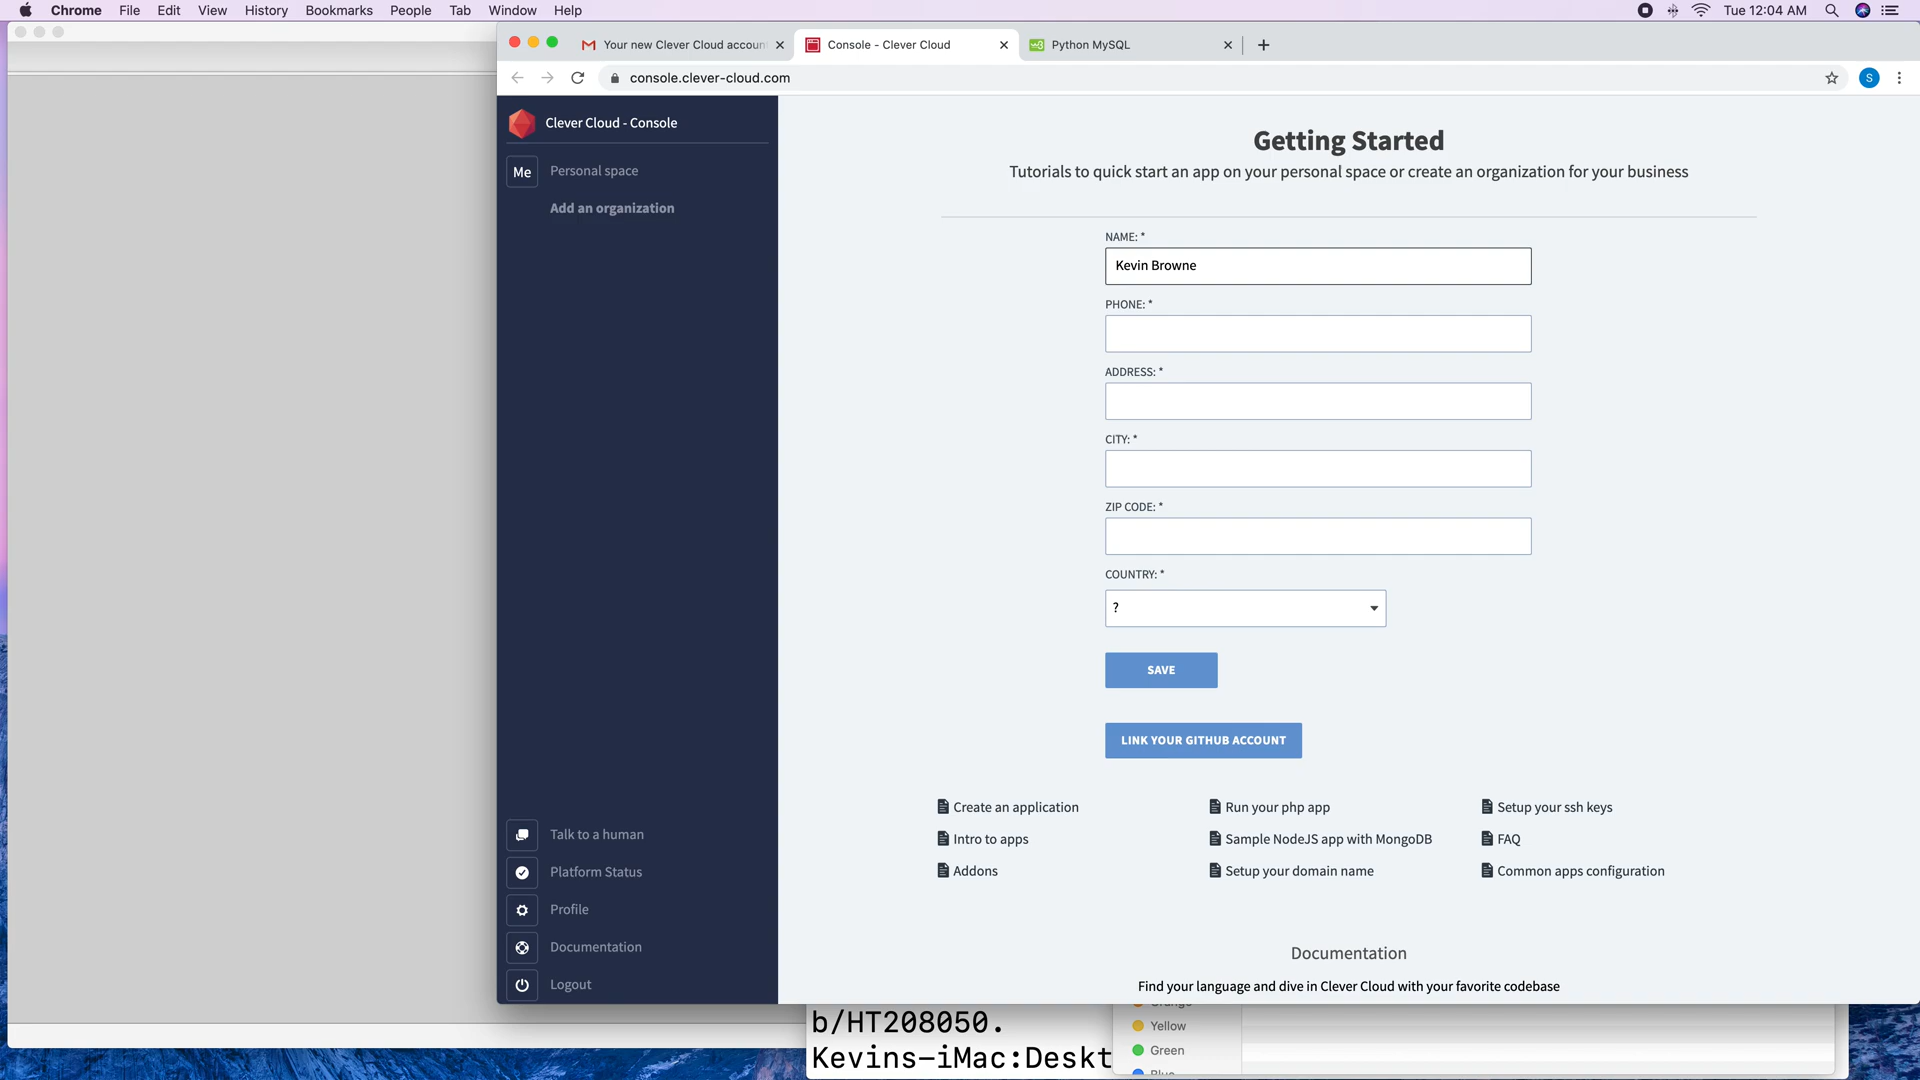 Chrome File Edit View History Bookmarks People Tab Window Help Tue 12:04 AM
Your new Clever Cloud accoun
Console - Clever Cloud
Python MySQL
console.clever-cloud.com
S
Clever Cloud - Console
Me Personal space
Add an organization
Talk to a human
Platform Status
Profile
Documentation
Logout
Getting Started
Tutorials to quick start an app on your personal space or create an organization for your business
NAME: *
Kevin Browne
PHONE: *
ADDRESS: *
CITY: *
ZIP CODE: *
COUNTRY: *
?
SAVE
LINK YOUR GITHUB ACCOUNT
Create an application
Run your php app
Setup your ssh keys
Intro to apps
Sample NodeJS app with MongoDB
FAQ
Addons
Setup your domain name
Common apps configuration
Documentation
Find your language and dive in Clever Cloud with your favorite codebase
b/HT208050.
Kevins-iMac:Deskt
Orange
Yellow
Green
Blue